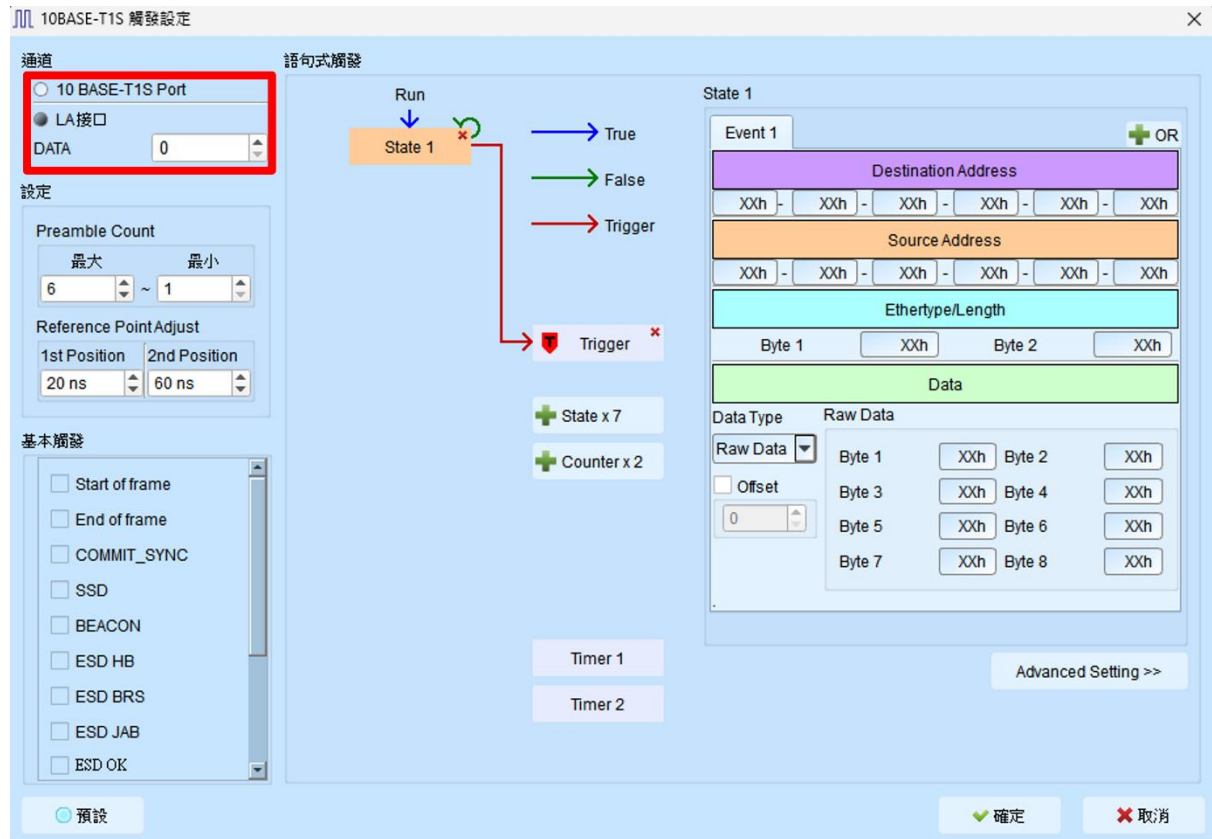 10BASE-T1S 觸發設定
通道
10 BASE-T1S Port
LA接口
DATA 0
設定
Preamble Count
最大 最小
6 ~ 1
Reference Point Adjust
1st Position 2nd Position
20 ns 60 ns
基本觸發
Start of frame
End of frame
COMMIT_SYNC
SSD
BEACON
ESD HB
ESD BRS
ESD JAB
ESD OK
預設
語句式觸發
Run
State 1
True
False
Trigger
Trigger
State x 7
Counter x 2
Timer 1
Timer 2
State 1
Event 1 OR
Destination Address
XXh - XXh - XXh - XXh - XXh - XXh
Source Address
XXh - XXh - XXh - XXh - XXh - XXh
Ethertype/Length
Byte 1 XXh Byte 2 XXh
Data
Data Type Raw Data
Raw Data
Offset
0
Byte 1 XXh Byte 2 XXh
Byte 3 XXh Byte 4 XXh
Byte 5 XXh Byte 6 XXh
Byte 7 XXh Byte 8 XXh
.
Advanced Setting >>
確定 取消